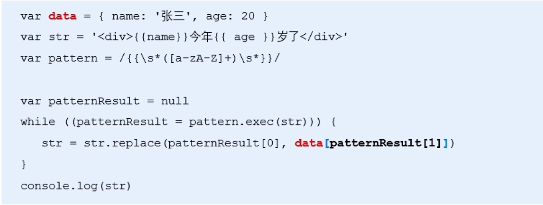 var data = { name: '张三', age: 20 }
var str = '<div>{{name}}今年{{ age }}岁了</div>'
var pattern = /{{\s*([a-zA-Z]+)\s*}}/
var patternResult = null
while ((patternResult = pattern.exec(str))) {
str = str.replace(patternResult[0], data[patternResult[1]])
}
console.log(str)